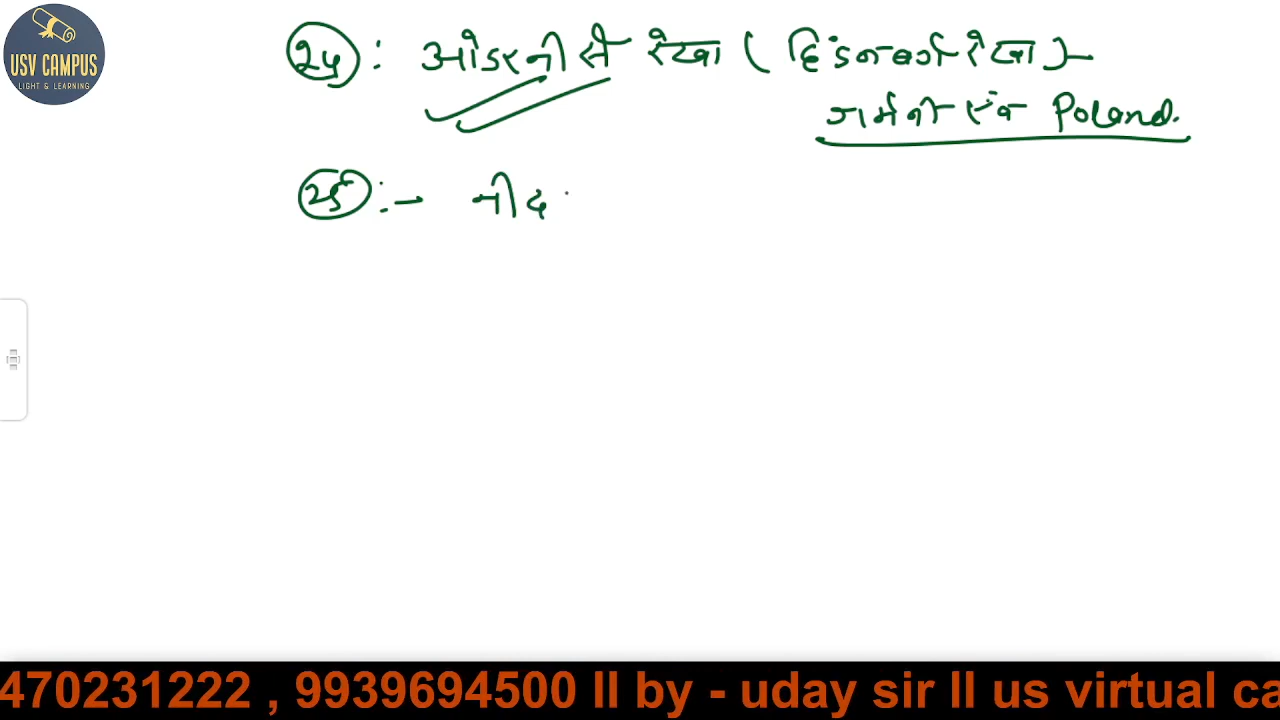 USV CAMPUS
LIGHT & LEARNING
24: ओडरनीसे रेखा ( हिंडनबर्ग रेखा )-
जर्मनी एवं Poland.
25:- नीद
470231222 , 9939694500 ll by - uday sir ll us virtual ca